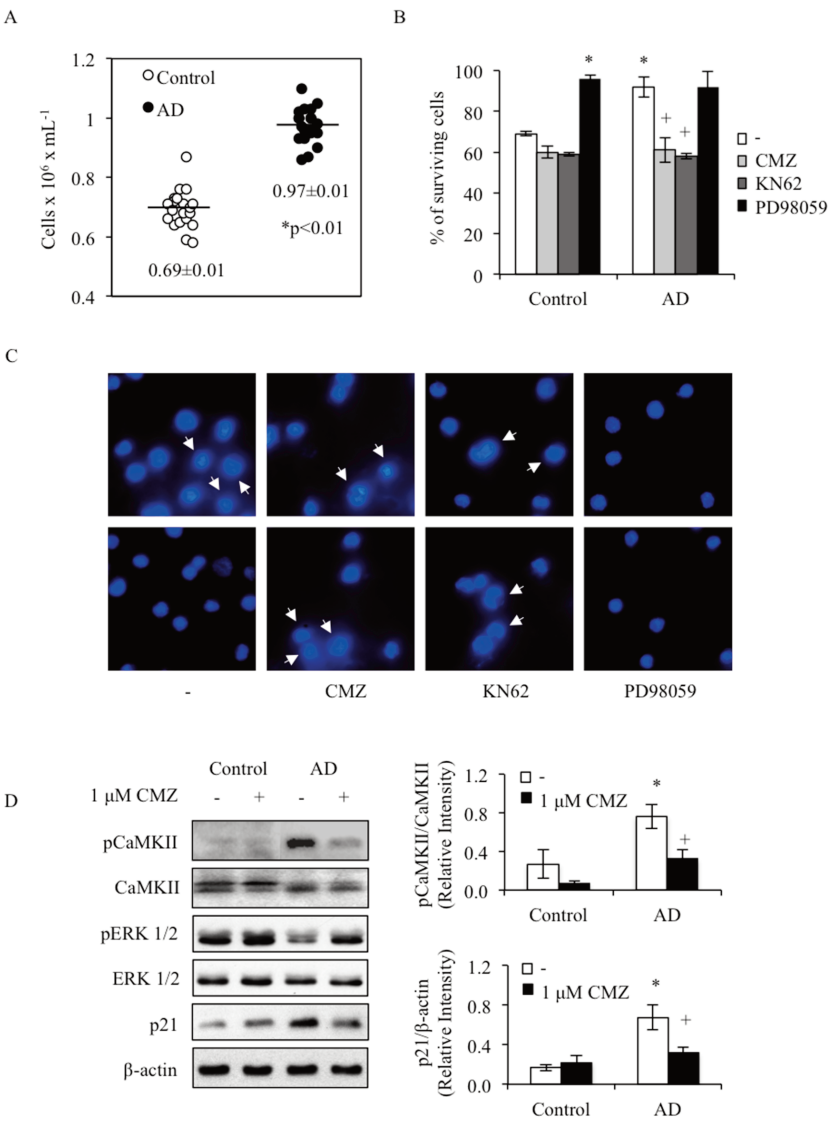 A
1.2
1
0.8
0.6
0.4
Cells x 10⁶ x mL⁻¹
Control
AD
0.97±0.01
*p<0.01
0.69±0.01
B
100
80
60
40
20
0
% of surviving cells
*
*
+
+
-
CMZ
KN62
PD98059
Control
AD
C
-
CMZ
KN62
PD98059
D
Control
AD
1 μM CMZ
-
+
-
+
pCaMKII
CaMKII
pERK 1/2
ERK 1/2
p21
β-actin
pCaMKII/CaMKII
(Relative Intensity)
1.2
0.8
0.4
0.0
-
1 μM CMZ
*
+
Control
AD
p21/β-actin
(Relative Intensity)
1.2
0.8
0.4
0.0
-
1 μM CMZ
*
+
Control
AD